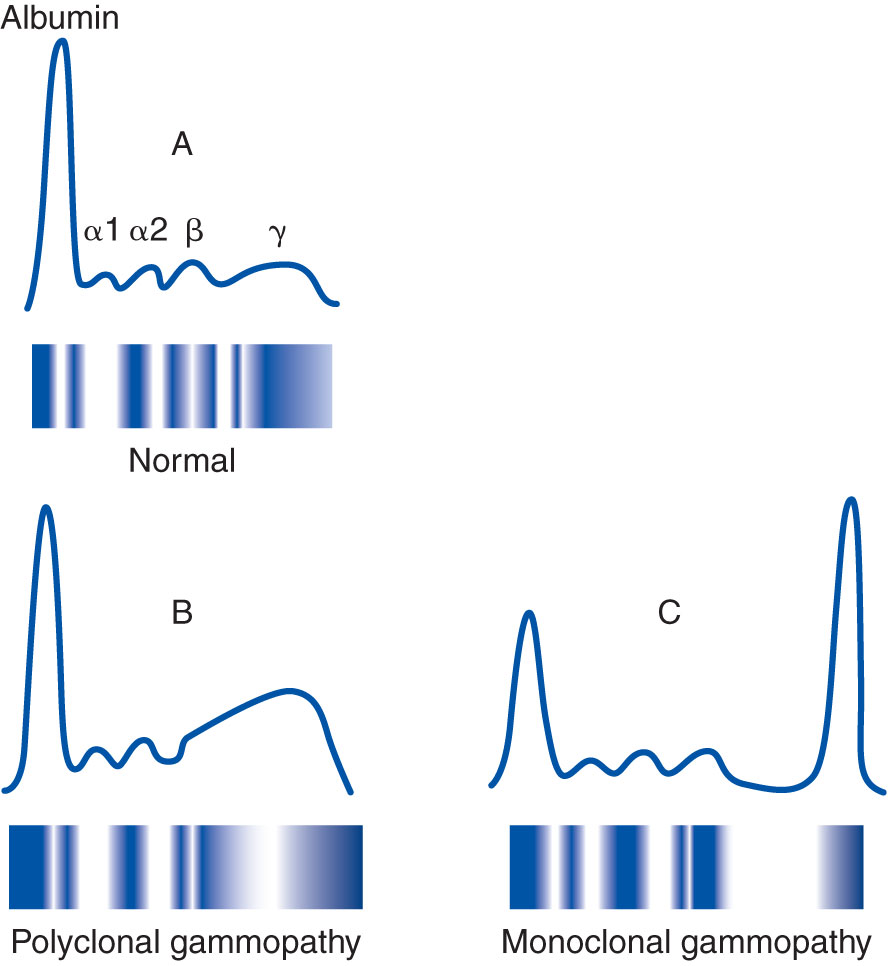 Albumin
A
α1 α2 β γ
Normal
B
C
Polyclonal gammopathy
Monoclonal gammopathy